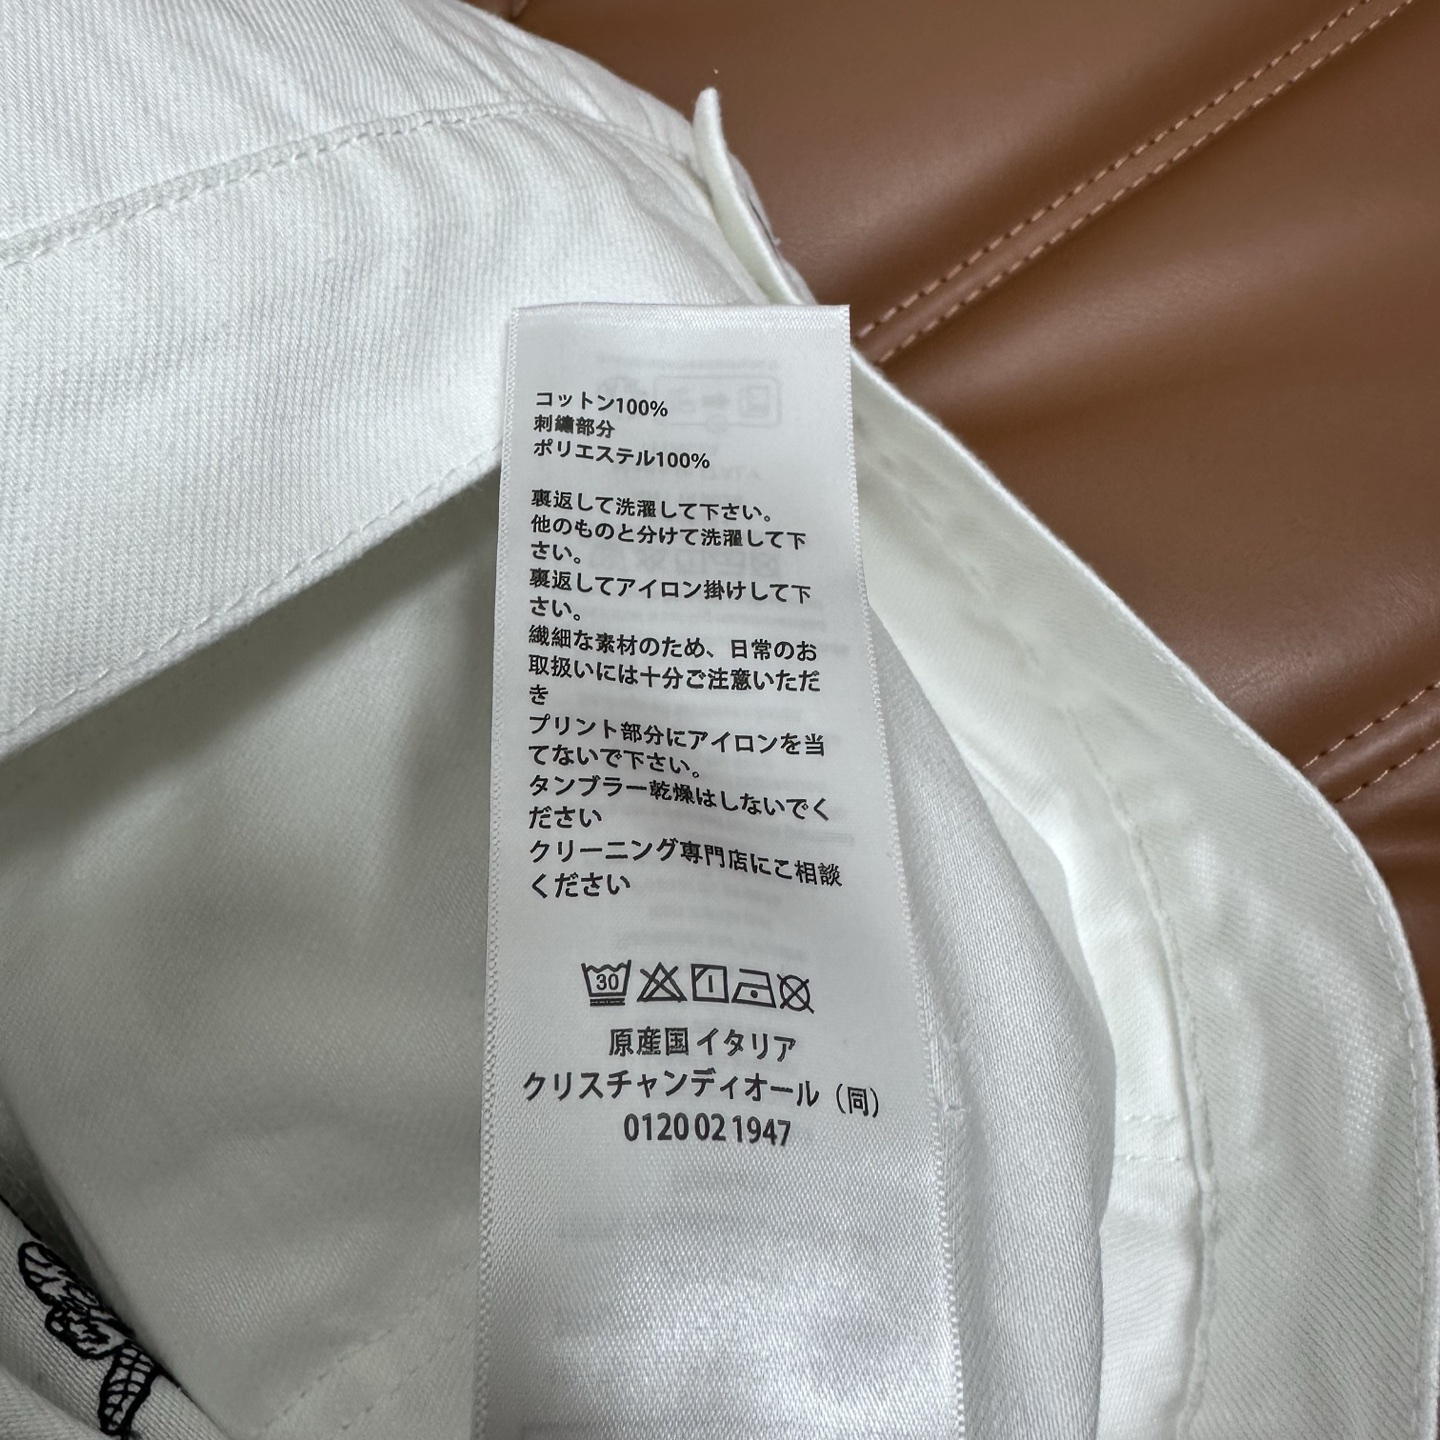 コットン100%
刺繍部分
ポリエステル100%
裏返して洗濯して下さい。
他のものと分けて洗濯して下
さい。
裏返してアイロン掛けして下
さい。
繊細な素材のため、日常のお
取扱いには十分ご注意いただ
き
プリント部分にアイロンを当
てないで下さい。
タンブラー乾燥はしないでく
ださい
クリーニング専門店にご相談
ください
30
原産国イタリア
クリスチャンディオール（同）
0120 02 1947